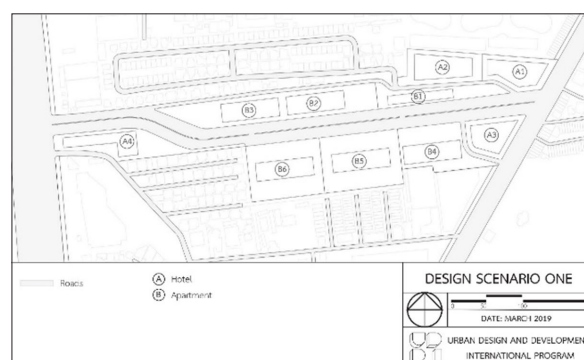 A2
A1
B1
B2
B3
A3
A4
B4
B5
B6
Roads
A Hotel
B Apartment
DESIGN SCENARIO ONE
DATE: MARCH 2019
URBAN DESIGN AND DEVELOPMEN
INTERNATIONAL PROGRAM